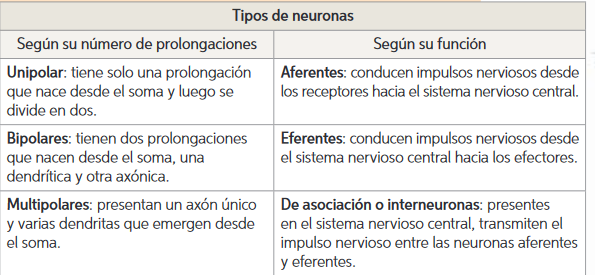 Tipos de neuronas
Según su número de prolongaciones
Según su función
Unipolar: tiene solo una prolongación
que nace desde el soma y luego se
divide en dos.
Aferentes: conducen impulsos nerviosos desde
los receptores hacia el sistema nervioso central.
Bipolares: tienen dos prolongaciones
que nacen desde el soma, una
dendrítica y otra axónica.
Eferentes: conducen impulsos nerviosos desde
el sistema nervioso central hacia los efectores.
Multipolares: presentan un axón único
y varias dendritas que emergen desde
el soma.
De asociación o interneuronas: presentes
en el sistema nervioso central, transmiten el
impulso nervioso entre las neuronas aferentes
y eferentes.